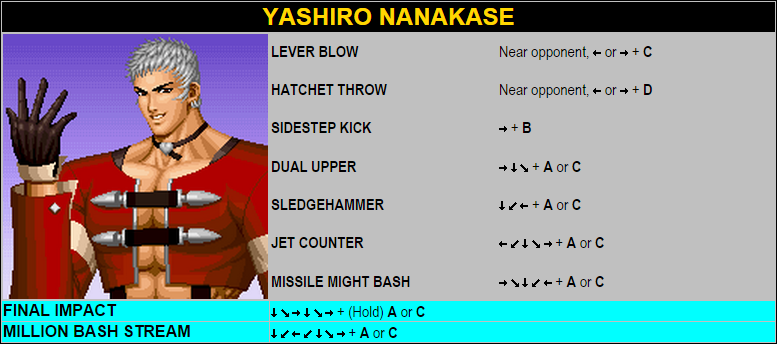 YASHIRO NANAKASE
LEVER BLOW Near opponent, ← or → + C
HATCHET THROW Near opponent, ← or → + D
SIDESTEP KICK → + B
DUAL UPPER →↓↘ + A or C
SLEDGEHAMMER ↓↙← + A or C
JET COUNTER ←↙↓↘→ + A or C
MISSILE MIGHT BASH →↘↓↙← + A or C
FINAL IMPACT ↓↘→↓↘→ + (Hold) A or C
MILLION BASH STREAM ↓↙←↙↓↘→ + A or C